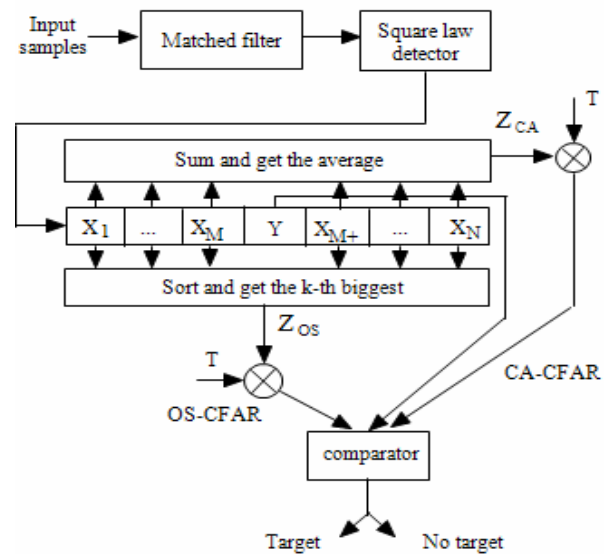 Input
samples
Matched filter
Square law
detector
T
Z CA
Sum and get the average
X1 ... XM Y XM+ ... XN
Sort and get the k-th biggest
Z OS
T
OS-CFAR
CA-CFAR
comparator
Target
No target